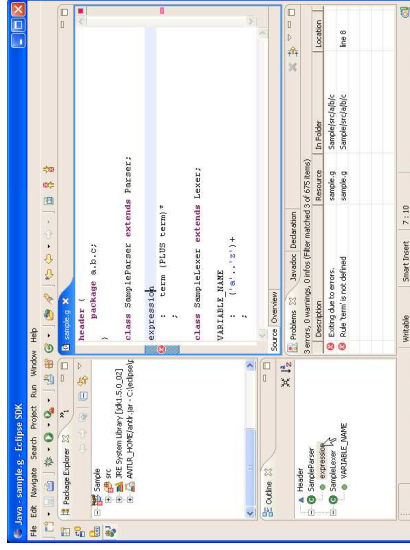 Java - sample.g - Eclipse SDK
File Edit Navigate Search Project Run Window Help
Package Explorer
Sample
src
JRE System Library [jdk1.5.0_02]
ANTLR_HOME/antlr.jar - C:\eclipse\p
Outline
Header
SampleParser
expression
SampleLexer
VARIABLE_NAME
sample.g
header {
package a.b.c;
}
class SampleParser extends Parser;
expression
: term (PLUS term)*
;
class SampleLexer extends Lexer;
VARIABLE_NAME
: ('a'..'z')+
;
Source Overview
Problems Javadoc Declaration
3 errors, 0 warnings, 0 infos (Filter matched 3 of 675 items)
Description Resource In Folder Location
Exiting due to errors. sample.g Sample/src/a/b/c
Rule 'term' is not defined sample.g Sample/src/a/b/c line 8
Writable Smart Insert 7 : 10